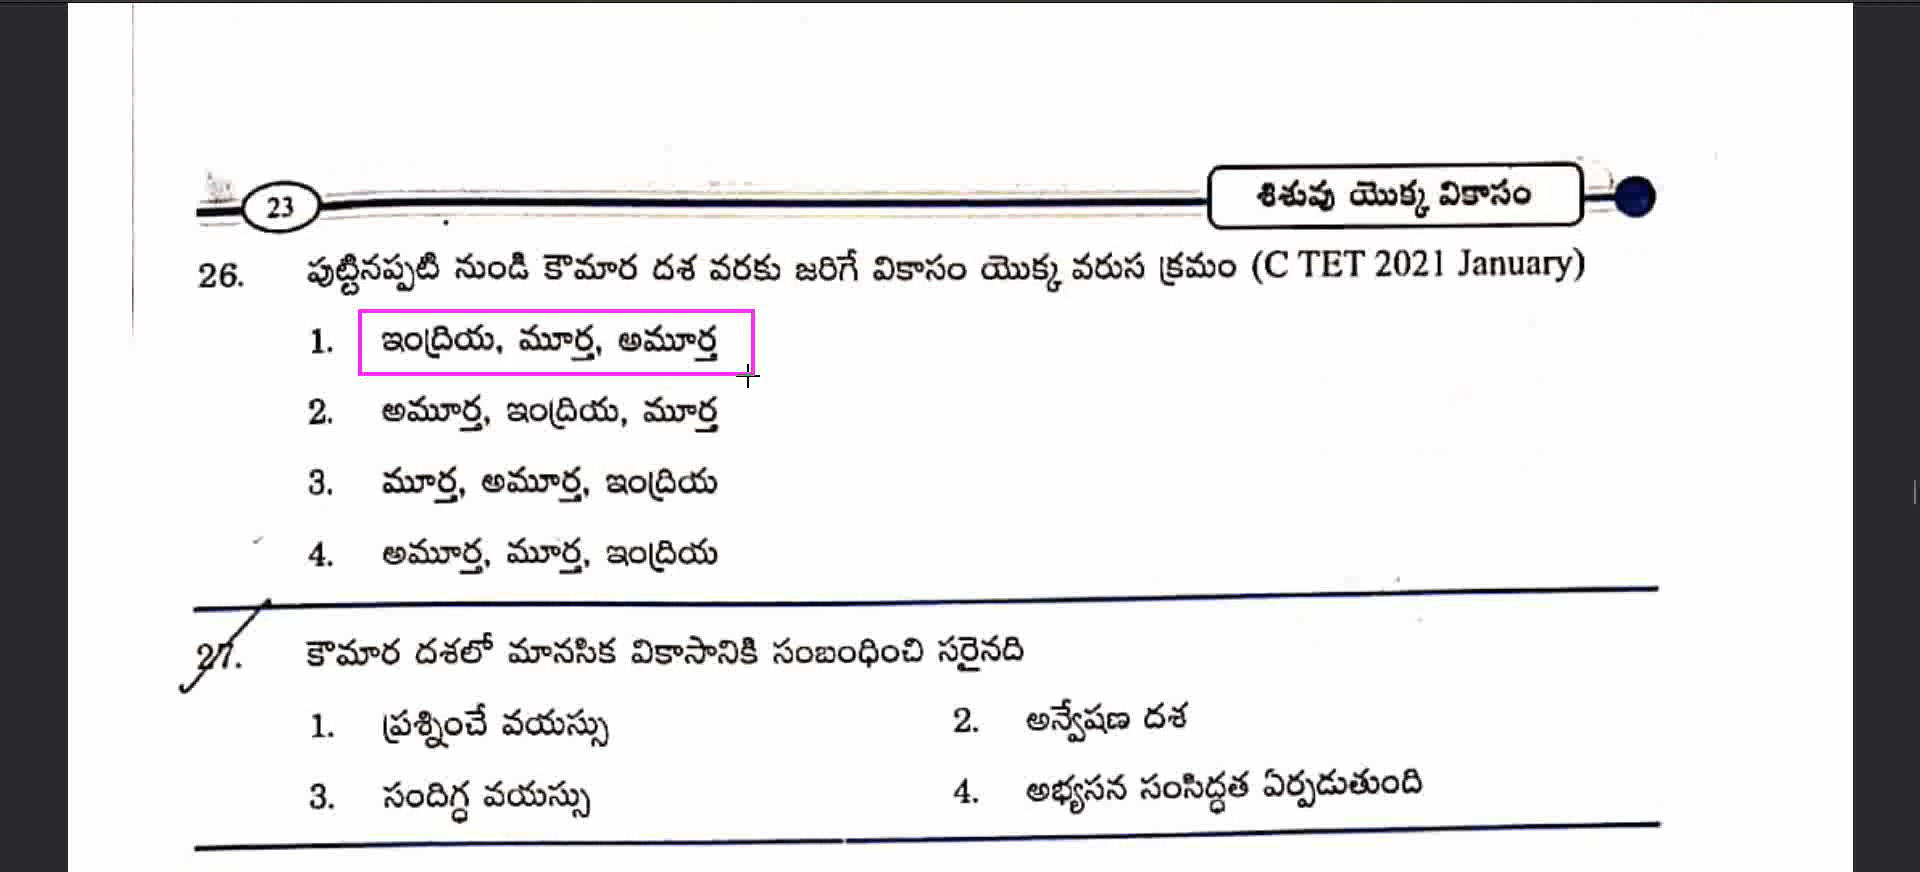 23
శిశువు యొక్క వికాసం
26. పుట్టినప్పటి నుండి కౌమార దశ వరకు జరిగే వికాసం యొక్క వరుస క్రమం (C TET 2021 January)
1. ఇంద్రియ, మూర్త, అమూర్త
2. అమూర్త, ఇంద్రియ, మూర్త
3. మూర్త, అమూర్త, ఇంద్రియ
4. అమూర్త, మూర్త, ఇంద్రియ
27. కౌమార దశలో మానసిక వికాసానికి సంబంధించి సరైనది
1. ప్రశ్నించే వయస్సు 2. అన్వేషణ దశ
3. సందిగ్ధ వయస్సు 4. అభ్యసన సంసిద్ధత ఏర్పడుతుంది